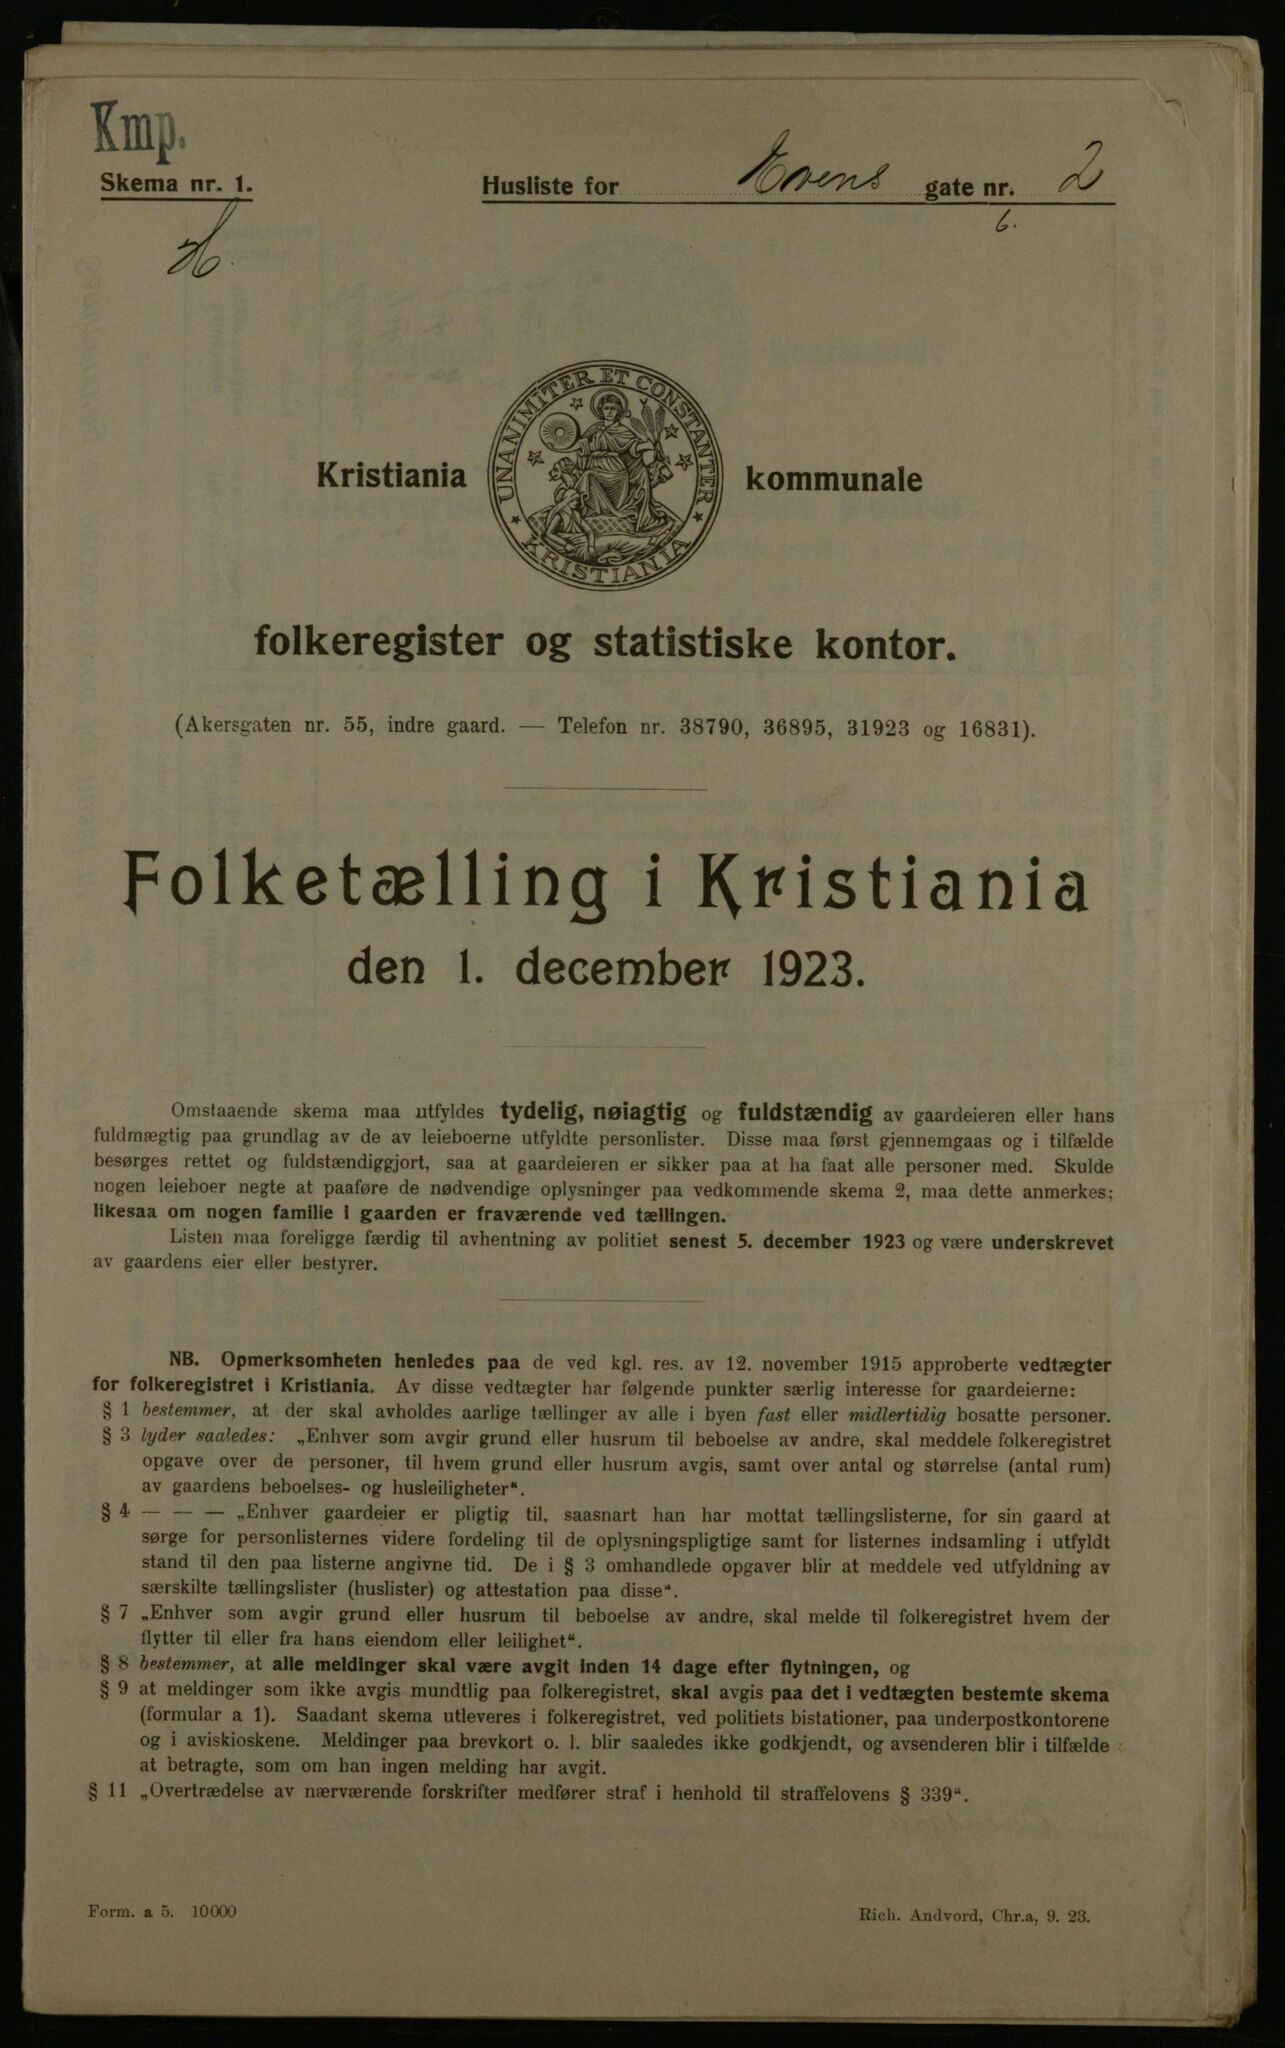 Kmp.
Skema nr. 1.
Husliste for Evens gate nr. 2
6.
H.
UNANIMITER ET CONSTANTER
KRISTIANIA
Kristiania kommunale
folkeregister og statistiske kontor.
(Akersgaten nr. 55, indre gaard. — Telefon nr. 38790, 36895, 31923 og 16831).
Folketælling i Kristiania
den 1. december 1923.
Omstaaende skema maa utfyldes tydelig, nøiagtig og fuldstændig av gaardeieren eller hans
fuldmægtig paa grundlag av de av leieboerne utfyldte personlister. Disse maa først gjennemgaas og i tilfælde
besørges rettet og fuldstændiggjort, saa at gaardeieren er sikker paa at ha faat alle personer med. Skulde
nogen leieboer negte at paaføre de nødvendige oplysninger paa vedkommende skema 2, maa dette anmerkes;
likesaa om nogen familie i gaarden er fraværende ved tællingen.
Listen maa foreligge færdig til avhentning av politiet senest 5. december 1923 og være underskrevet
av gaardens eier eller bestyrer.
NB. Opmerksomheten henledes paa de ved kgl. res. av 12. november 1915 approberte vedtægter
for folkeregistret i Kristiania. Av disse vedtægter har følgende punkter særlig interesse for gaardeierne:
§ 1 bestemmer, at der skal avholdes aarlige tællinger av alle i byen fast eller midlertidig bosatte personer.
§ 3 lyder saaledes: „Enhver som avgir grund eller husrum til beboelse av andre, skal meddele folkeregistret
opgave over de personer, til hvem grund eller husrum avgis, samt over antal og størrelse (antal rum)
av gaardens beboelses- og husleiligheter“.
§ 4 — — — „Enhver gaardeier er pligtig til, saasnart han har mottat tællingslisterne, for sin gaard at
sørge for personlisternes videre fordeling til de oplysningspligtige samt for listernes indsamling i utfyldt
stand til den paa listerne angivne tid. De i § 3 omhandlede opgaver blir at meddele ved utfyldning av
særskilte tællingslister (huslister) og attestation paa disse“.
§ 7 „Enhver som avgir grund eller husrum til beboelse av andre, skal melde til folkeregistret hvem der
flytter til eller fra hans eiendom eller leilighet“.
§ 8 bestemmer, at alle meldinger skal være avgit inden 14 dage efter flytningen, og
§ 9 at meldinger som ikke avgis mundtlig paa folkeregistret, skal avgis paa det i vedtægten bestemte skema
(formular a 1). Saadant skema utleveres i folkeregistret, ved politiets bistationer, paa underpostkontorene
og i aviskioskene. Meldinger paa brevkort o. l. blir saaledes ikke godkjendt, og avsenderen blir i tilfælde
at betragte, som om han ingen melding har avgit.
§ 11 „Overtrædelse av nærværende forskrifter medfører straf i henhold til straffelovens § 339“.
Form. a 5. 10000
Rich. Andvord, Chr.a, 9. 23.